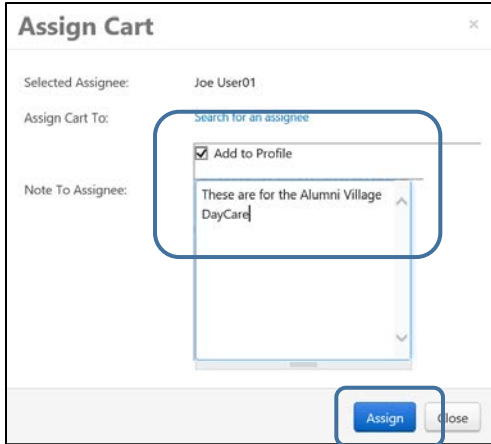 Assign Cart ×
Selected Assignee: Joe User01
Assign Cart To: Search for an assignee
Add to Profile
Note To Assignee: These are for the Alumni Village
DayCare
Assign Close